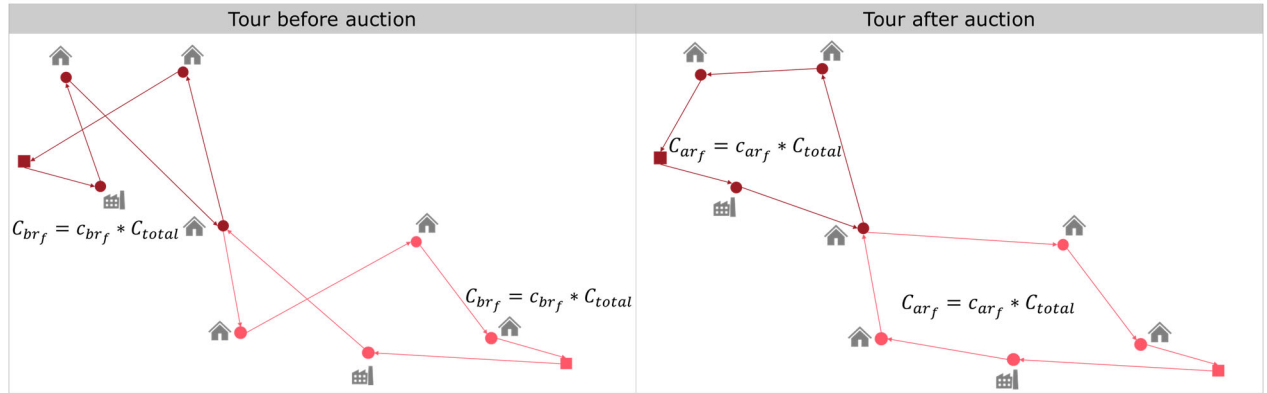 Tour before auction
Tour after auction
$C_{br_f} = c_{br_f} * C_{total}$
$C_{br_f} = c_{br_f} * C_{total}$
$C_{ar_f} = c_{ar_f} * C_{total}$
$C_{ar_f} = c_{ar_f} * C_{total}$